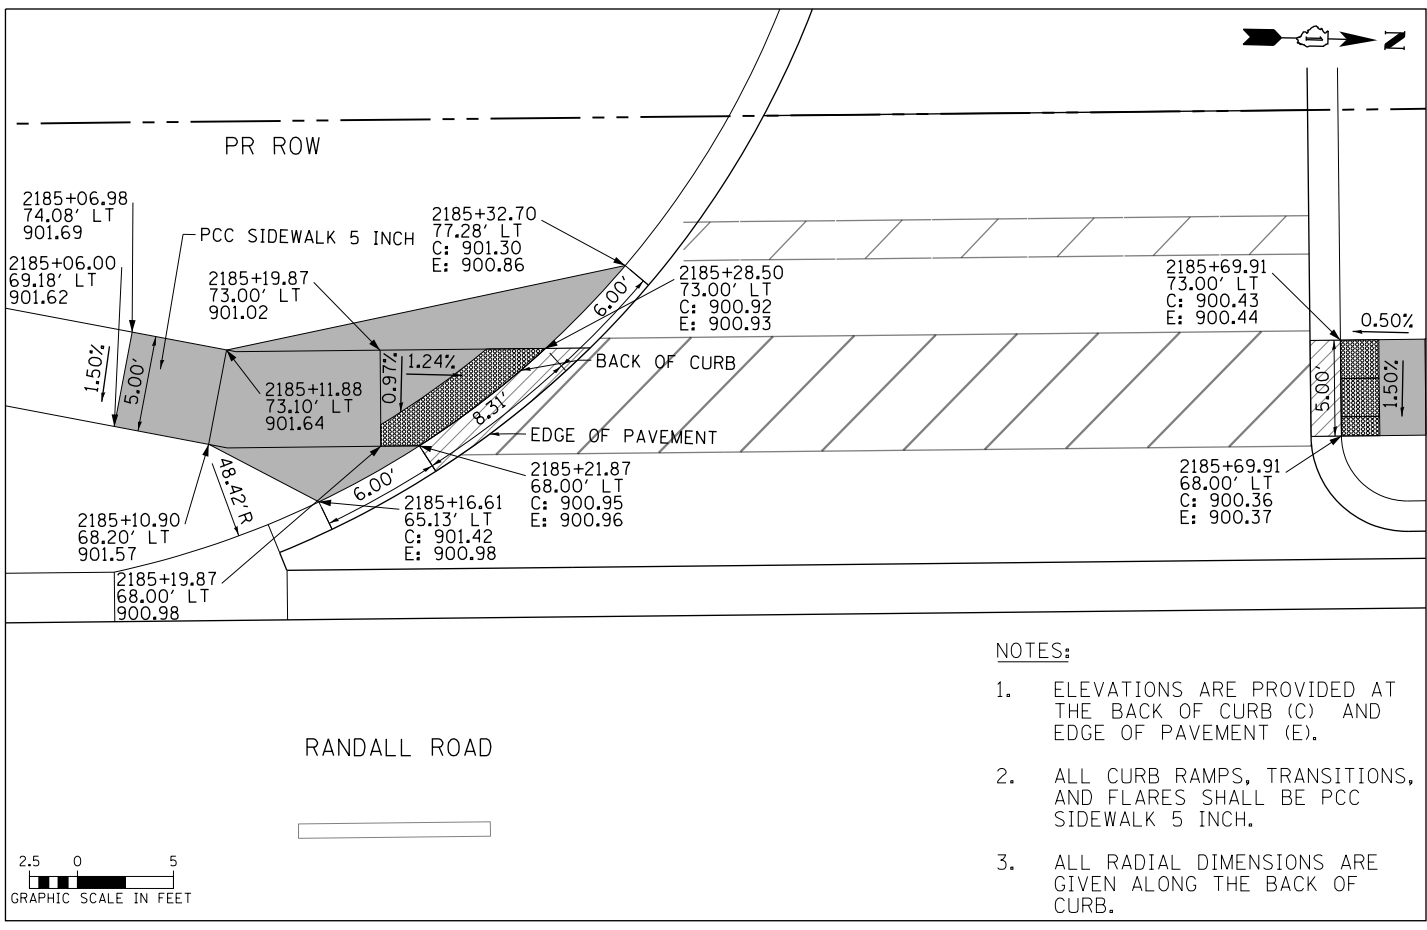 N
PR ROW
2185+06.98
74.08' LT
901.69
PCC SIDEWALK 5 INCH
2185+06.00
69.18' LT
901.62
2185+19.87
73.00' LT
901.02
2185+32.70
77.28' LT
C: 901.30
E: 900.86
6.00'
2185+28.50
73.00' LT
C: 900.92
E: 900.93
2185+69.91
73.00' LT
C: 900.43
E: 900.44
0.50%
1.50%
5.00'
2185+11.88
73.10' LT
901.64
0.97%
1.24%
BACK OF CURB
8.31'
EDGE OF PAVEMENT
5.00'
1.50%
2185+10.90
68.20' LT
901.57
48.42'R
6.00'
2185+16.61
65.13' LT
C: 901.42
E: 900.98
2185+21.87
68.00' LT
C: 900.95
E: 900.96
2185+69.91
68.00' LT
C: 900.36
E: 900.37
2185+19.87
68.00' LT
900.98
RANDALL ROAD
NOTES:
1. ELEVATIONS ARE PROVIDED AT
THE BACK OF CURB (C) AND
EDGE OF PAVEMENT (E).
2. ALL CURB RAMPS, TRANSITIONS,
AND FLARES SHALL BE PCC
SIDEWALK 5 INCH.
3. ALL RADIAL DIMENSIONS ARE
GIVEN ALONG THE BACK OF
CURB.
2.5 0 5
GRAPHIC SCALE IN FEET